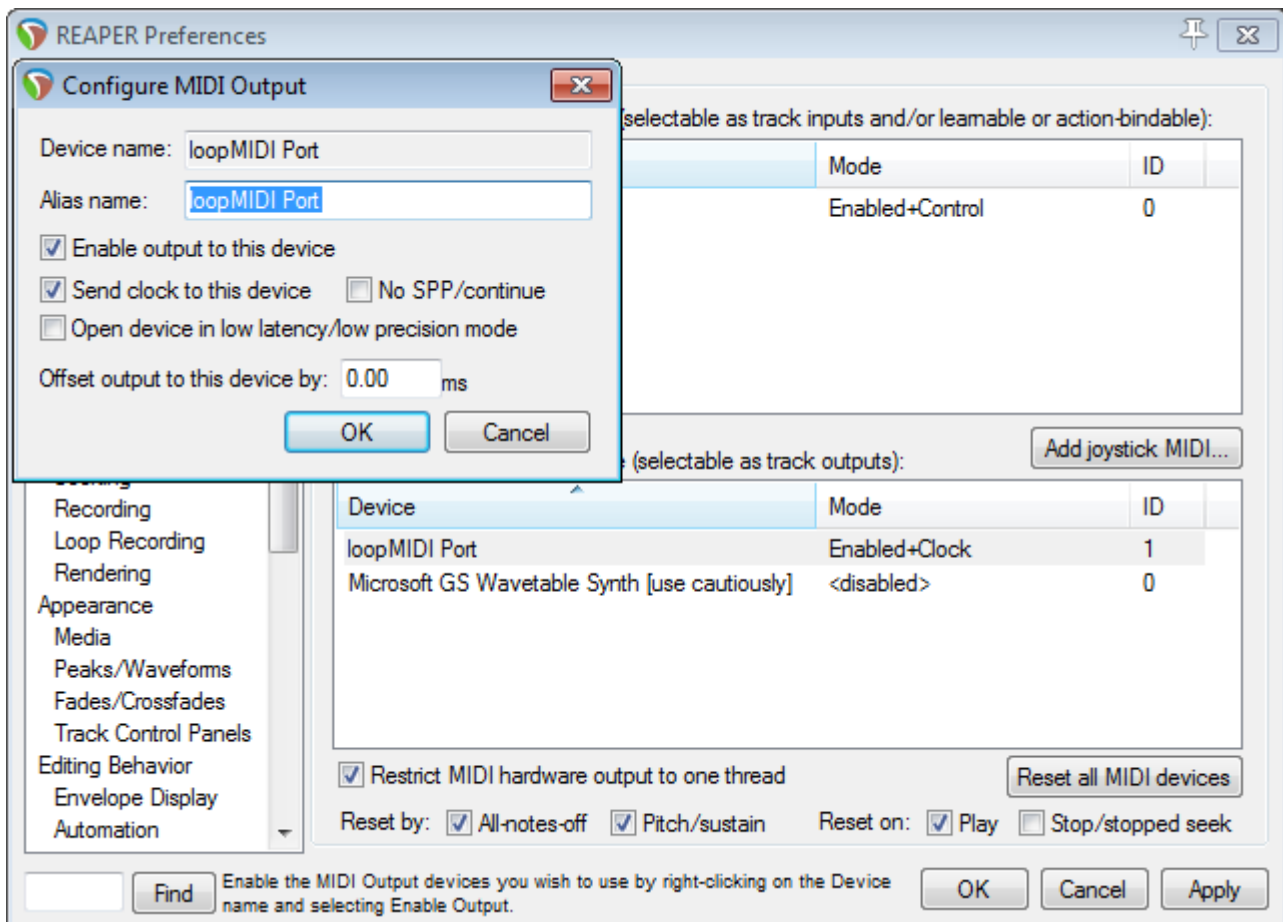 REAPER Preferences
Configure MIDI Output
Device name: loopMIDI Port
Alias name: loopMIDI Port
Enable output to this device
Send clock to this device No SPP/continue
Open device in low latency/low precision mode
Offset output to this device by: 0.00 ms
OK Cancel
(selectable as track inputs and/or learnable or action-bindable):
Mode ID
Enabled+Control 0
Add joystick MIDI...
(selectable as track outputs):
Recording
Loop Recording
Rendering
Appearance
Media
Peaks/Waveforms
Fades/Crossfades
Track Control Panels
Editing Behavior
Envelope Display
Automation
Device Mode ID
loopMIDI Port Enabled+Clock 1
Microsoft GS Wavetable Synth [use cautiously] <disabled> 0
Restrict MIDI hardware output to one thread
Reset all MIDI devices
Reset by: All-notes-off Pitch/sustain Reset on: Play Stop/stopped seek
Find
Enable the MIDI Output devices you wish to use by right-clicking on the Device
name and selecting Enable Output.
OK Cancel Apply